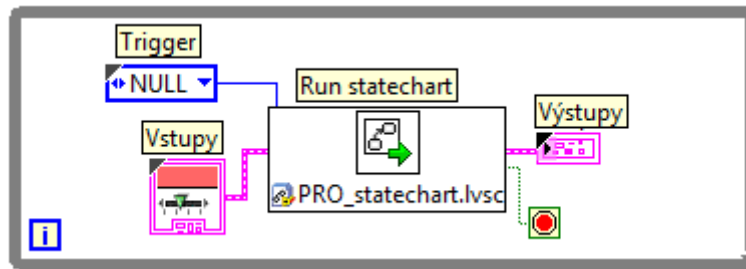 Trigger
NULL
Run statechart
Výstupy
Vstupy
PRO_statechart.lvsc
i